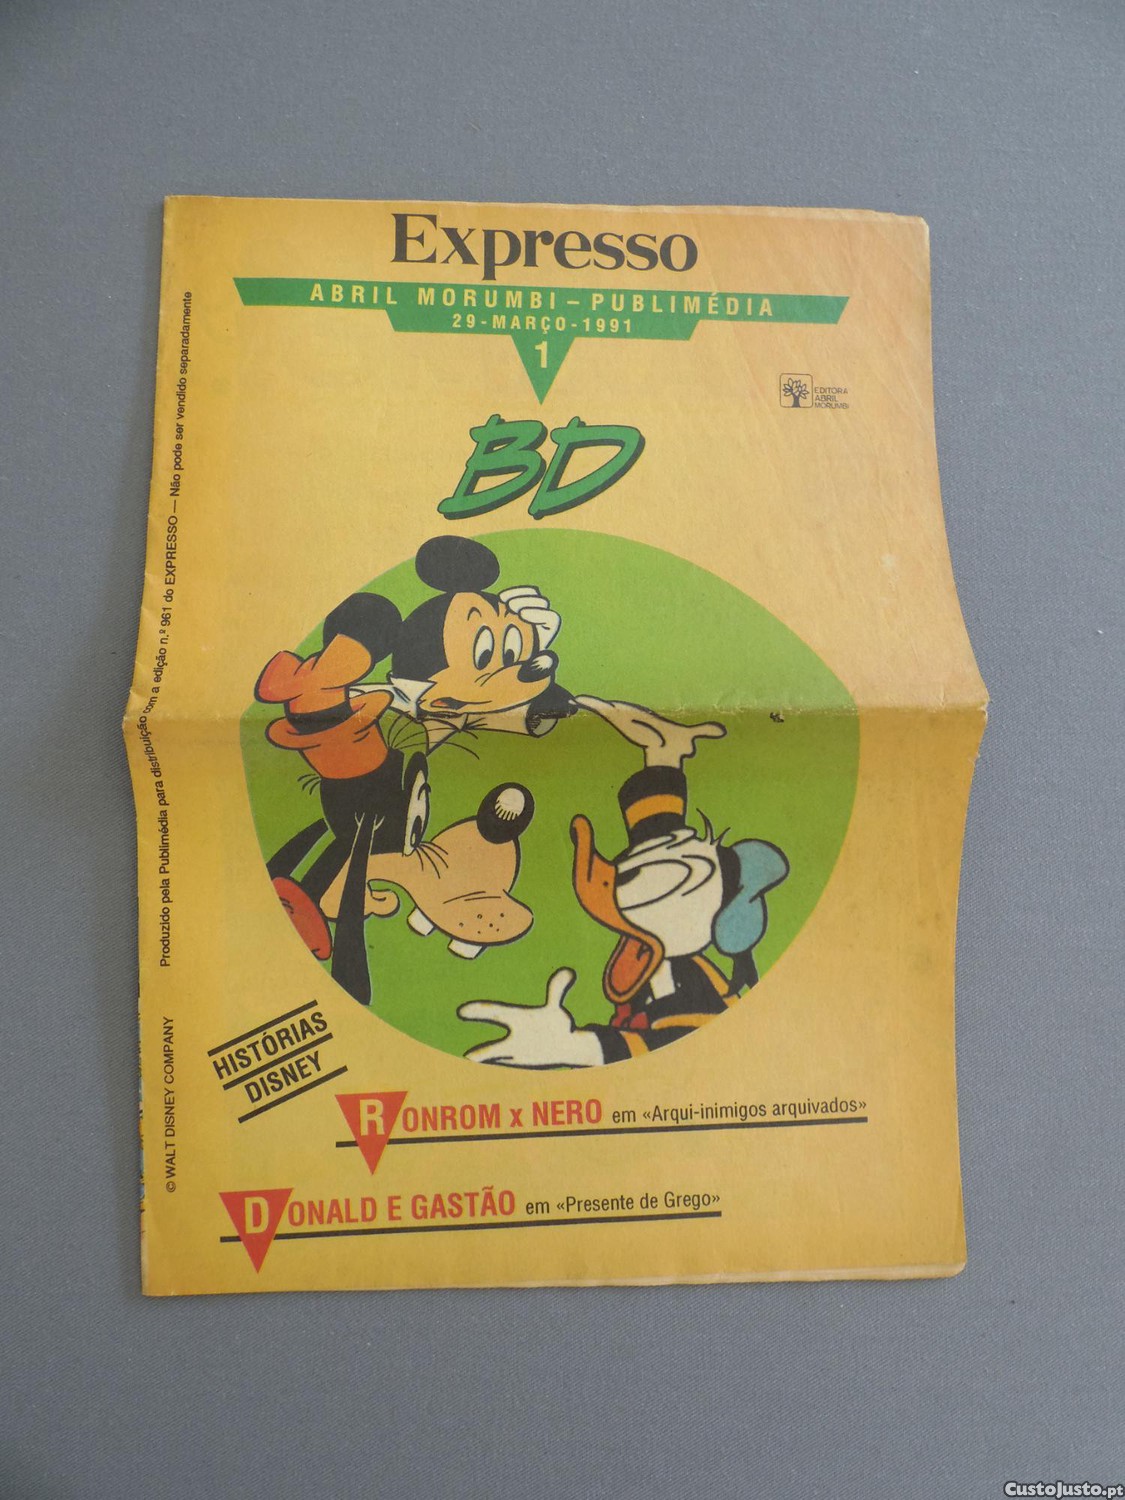 Expresso
ABRIL MORUMBI – PUBLIMÉDIA
29-MARÇO-1991
1
EDITORA
ABRIL
MORUMBI
BD
© WALT DISNEY COMPANY Produzido pela Publimédia para distribuição com a edição n.º 961 do EXPRESSO — Não pode ser vendido separadamente
HISTÓRIAS
DISNEY
RONROM x NERO em «Arqui-inimigos arquivados»
DONALD E GASTÃO em «Presente de Grego»
CustoJusto.pt